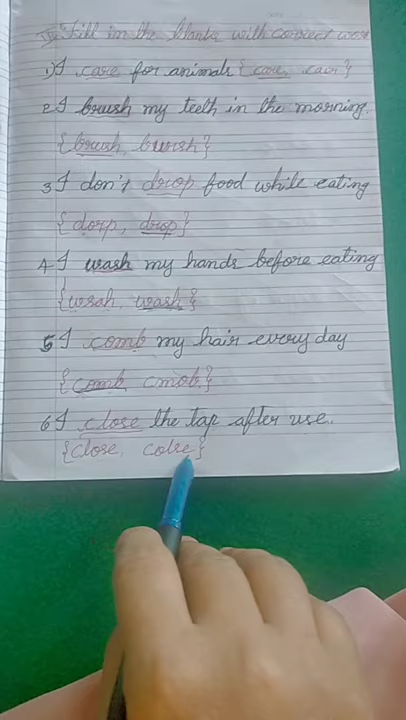 II Fill in the blanks with correct word
1) I care for animals {care, caer}
2 I brush my teeth in the morning.
{brush, bursh}
3 I don't drop food while eating
{dorp, drop}
4 I wash my hands before eating
{wsah, wash}
5 I comb my hair every day
{comb, cmob}
6 I close the tap after use.
{close, colse}